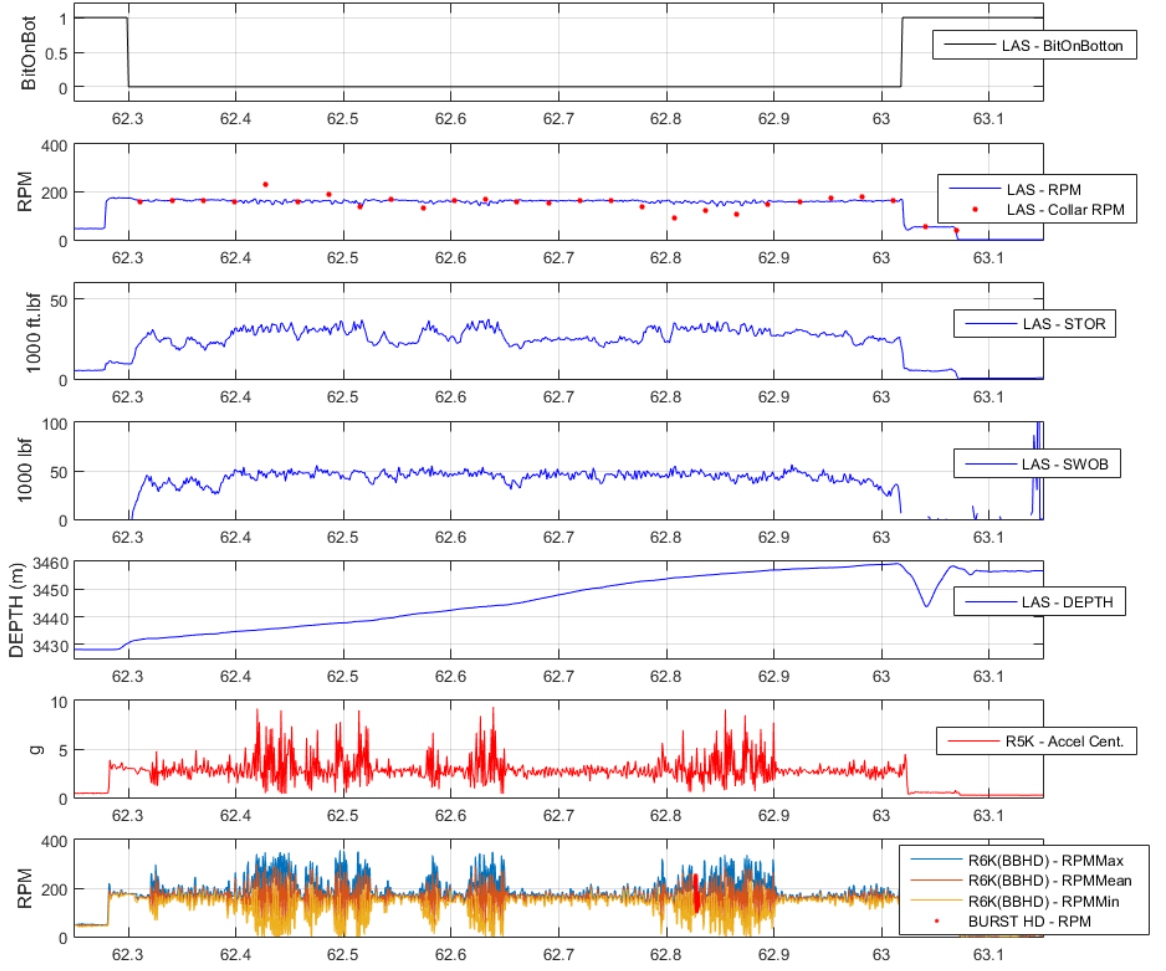 BitOnBot
1
0.5
0
LAS - BitOnBotton
62.3 62.4 62.5 62.6 62.7 62.8 62.9 63 63.1
RPM
400
200
0
LAS - RPM
LAS - Collar RPM
62.3 62.4 62.5 62.6 62.7 62.8 62.9 63 63.1
1000 ft.lbf
50
0
LAS - STOR
62.3 62.4 62.5 62.6 62.7 62.8 62.9 63 63.1
1000 lbf
100
50
0
LAS - SWOB
62.3 62.4 62.5 62.6 62.7 62.8 62.9 63 63.1
DEPTH (m)
3460
3450
3440
3430
LAS - DEPTH
62.3 62.4 62.5 62.6 62.7 62.8 62.9 63 63.1
g
10
5
0
R5K - Accel Cent.
62.3 62.4 62.5 62.6 62.7 62.8 62.9 63 63.1
RPM
400
200
0
R6K(BBHD) - RPMMax
R6K(BBHD) - RPMMean
R6K(BBHD) - RPMMin
BURST HD - RPM
62.3 62.4 62.5 62.6 62.7 62.8 62.9 63 63.1